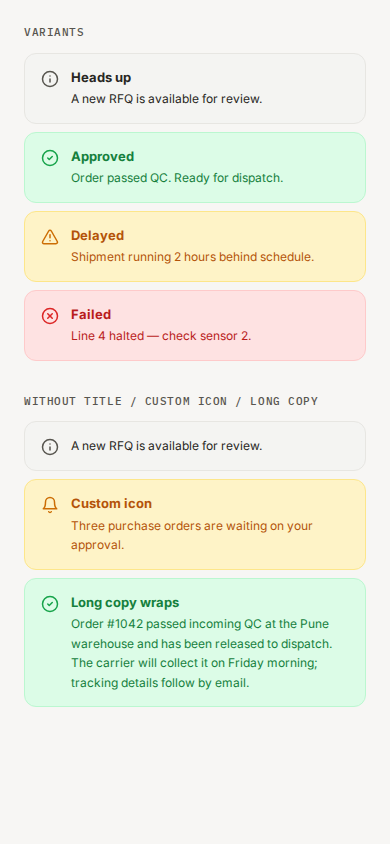 VARIANTS
Heads up
A new RFQ is available for review.
Approved
Order passed QC. Ready for dispatch.
Delayed
Shipment running 2 hours behind schedule.
Failed
Line 4 halted — check sensor 2.
WITHOUT TITLE / CUSTOM ICON / LONG COPY
A new RFQ is available for review.
Custom icon
Three purchase orders are waiting on your
approval.
Long copy wraps
Order #1042 passed incoming QC at the Pune
warehouse and has been released to dispatch.
The carrier will collect it on Friday morning;
tracking details follow by email.